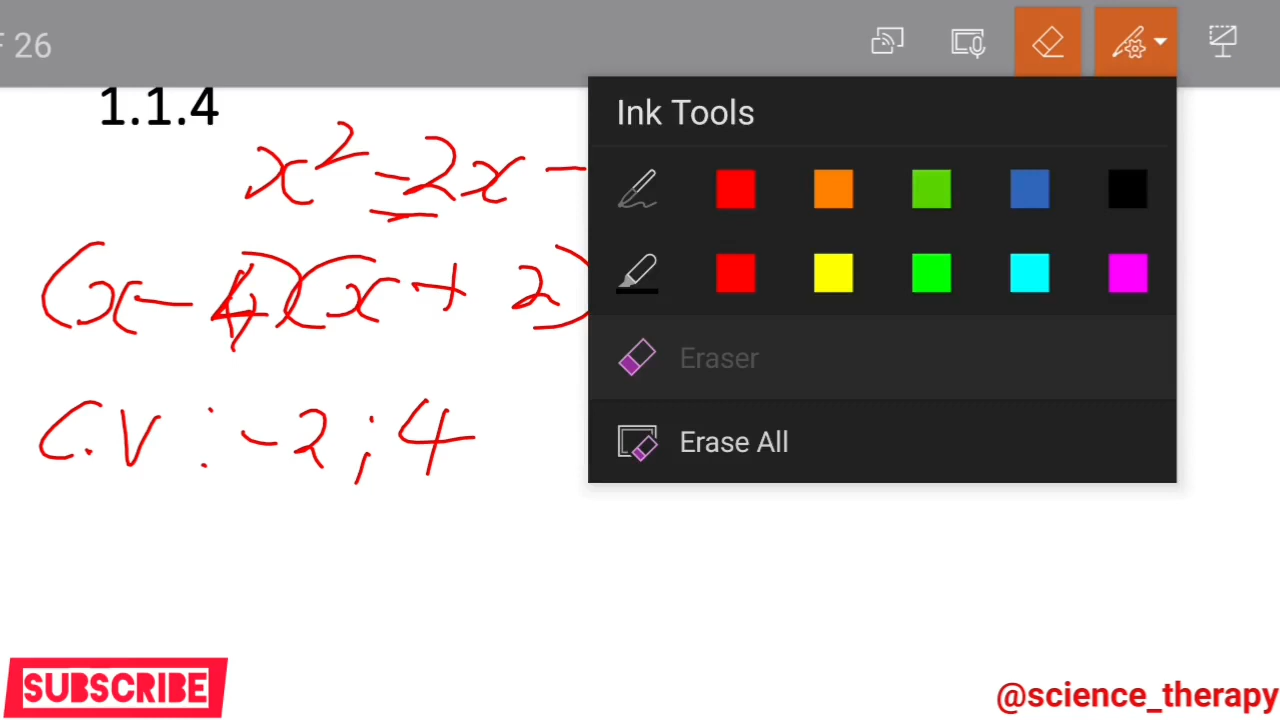 F 26
Ink Tools
1.1.4
x² - 2x -
(x - 4)(x + 2)
Eraser
C.V : -2 ; 4
Erase All
SUBSCRIBE
@science_therapy